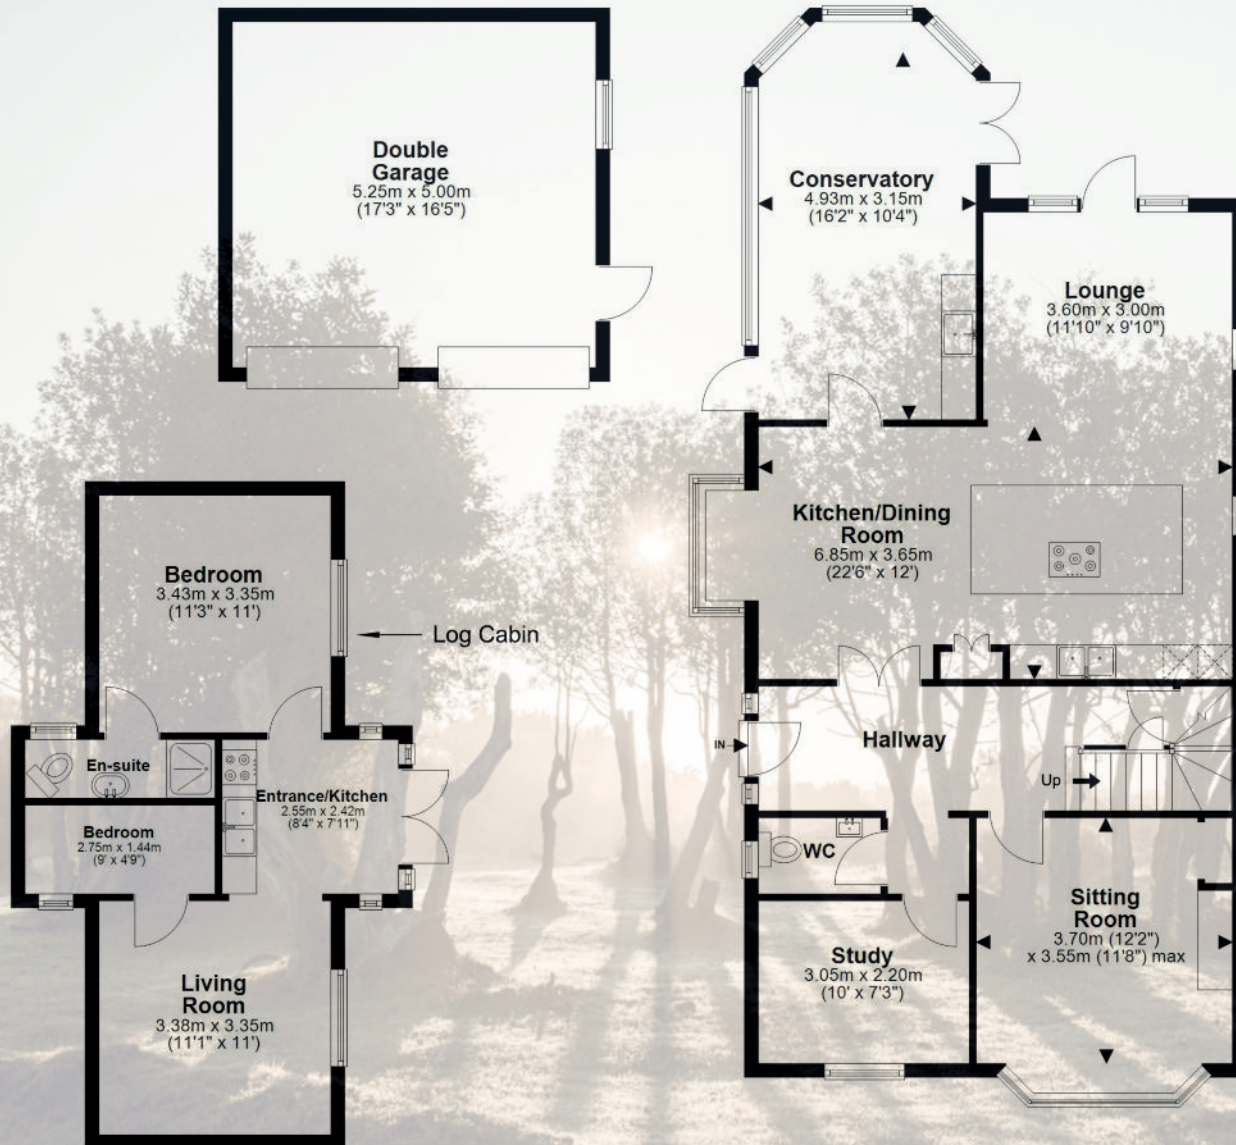 Double
Garage
5.25m x 5.00m
(17'3" x 16'5")
Conservatory
4.93m x 3.15m
(16'2" x 10'4")
Lounge
3.60m x 3.00m
(11'10" x 9'10")
Kitchen/Dining
Room
6.85m x 3.65m
(22'6" x 12')
Bedroom
3.43m x 3.35m
(11'3" x 11')
Log Cabin
En-suite
Entrance/Kitchen
2.55m x 2.42m
(8'4" x 7'11")
Bedroom
2.75m x 1.44m
(9' x 4'9")
Living
Room
3.38m x 3.35m
(11'1" x 11')
IN
Hallway
Up
WC
Study
3.05m x 2.20m
(10' x 7'3")
Sitting
Room
3.70m (12'2")
x 3.55m (11'8") max